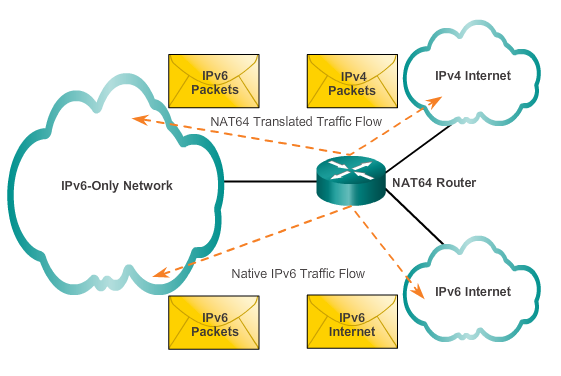 IPv6
Packets
IPv4
Packets
IPv4 Internet
NAT64 Translated Traffic Flow
IPv6-Only Network
NAT64 Router
Native IPv6 Traffic Flow
IPv6 Internet
IPv6
Packets
IPv6
Internet